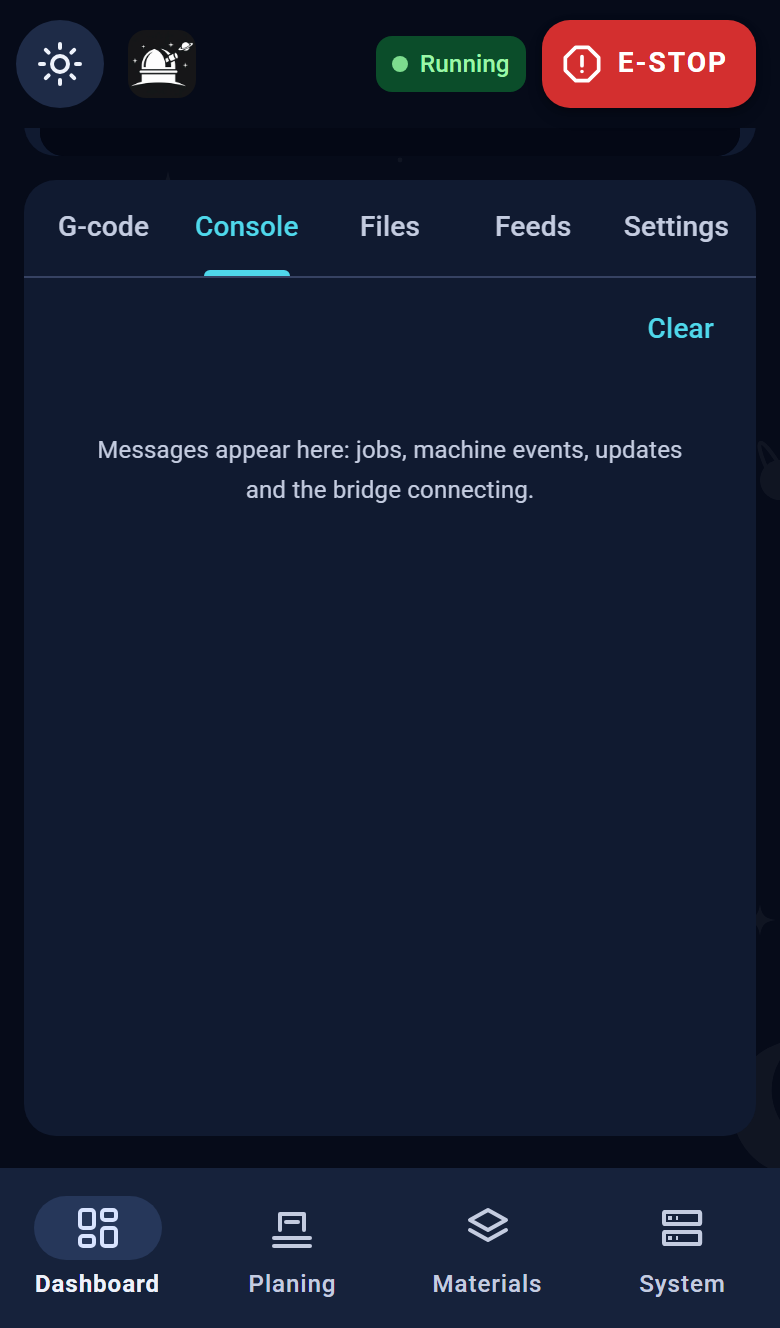 Running
E-STOP
G-code
Console
Files
Feeds
Settings
Clear
Messages appear here: jobs, machine events, updates
and the bridge connecting.
Dashboard
Planing
Materials
System